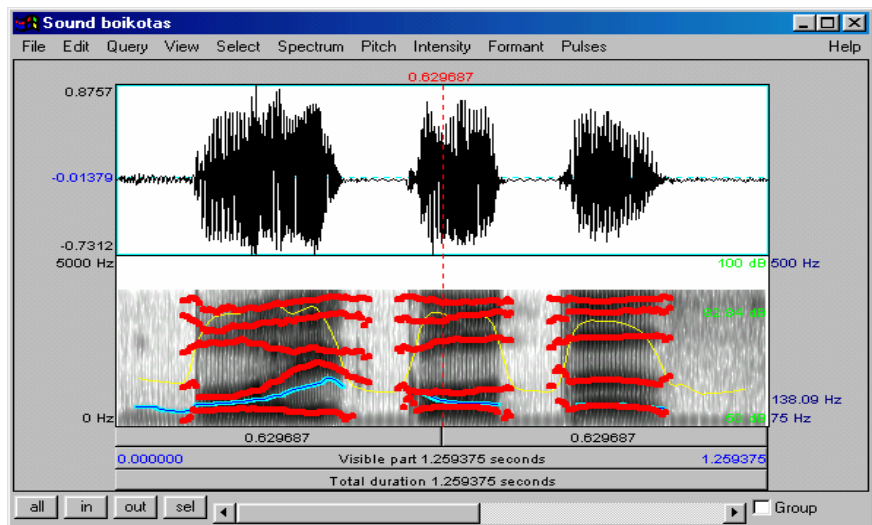 Sound boikotas
File Edit Query View Select Spectrum Pitch Intensity Formant Pulses Help
0.629687
0.8757
-0.01379
-0.7312
5000 Hz 100 dB 500 Hz
138.09 Hz
0 Hz 75 Hz
0.629687 0.629687
0.000000 Visible part 1.259375 seconds 1.259375
Total duration 1.259375 seconds
all in out sel Group